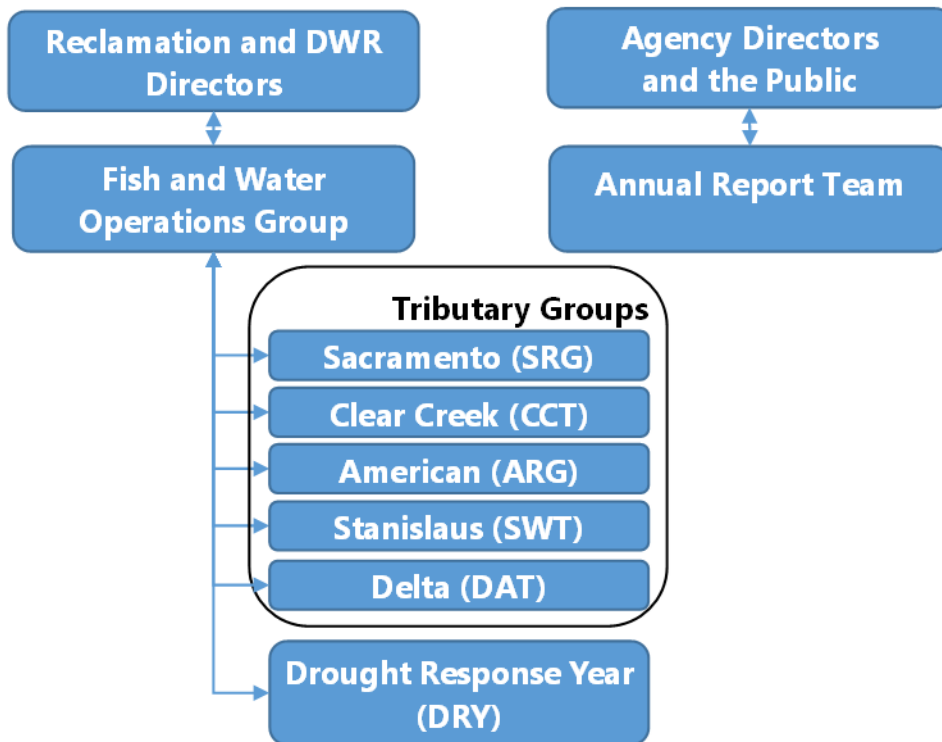 Reclamation and DWR
Directors
Agency Directors
and the Public
Fish and Water
Operations Group
Annual Report Team
Tributary Groups
Sacramento (SRG)
Clear Creek (CCT)
American (ARG)
Stanislaus (SWT)
Delta (DAT)
Drought Response Year
(DRY)